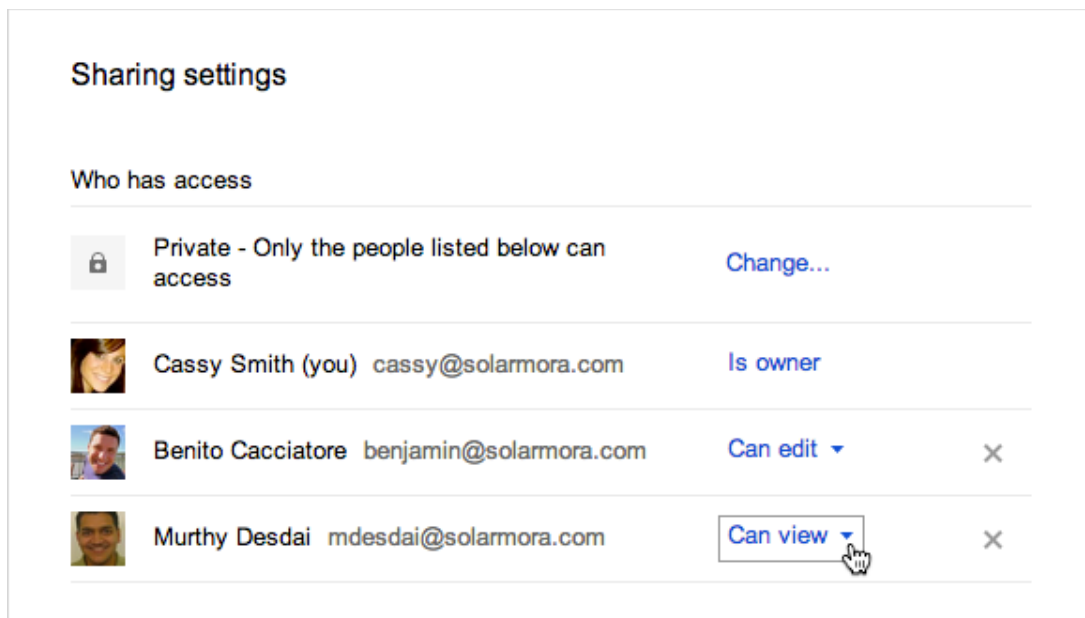 Sharing settings
Who has access
Private - Only the people listed below can
access
Change...
Cassy Smith (you) cassy@solarmora.com Is owner
Benito Cacciatore benjamin@solarmora.com Can edit
Murthy Desdai mdesdai@solarmora.com Can view